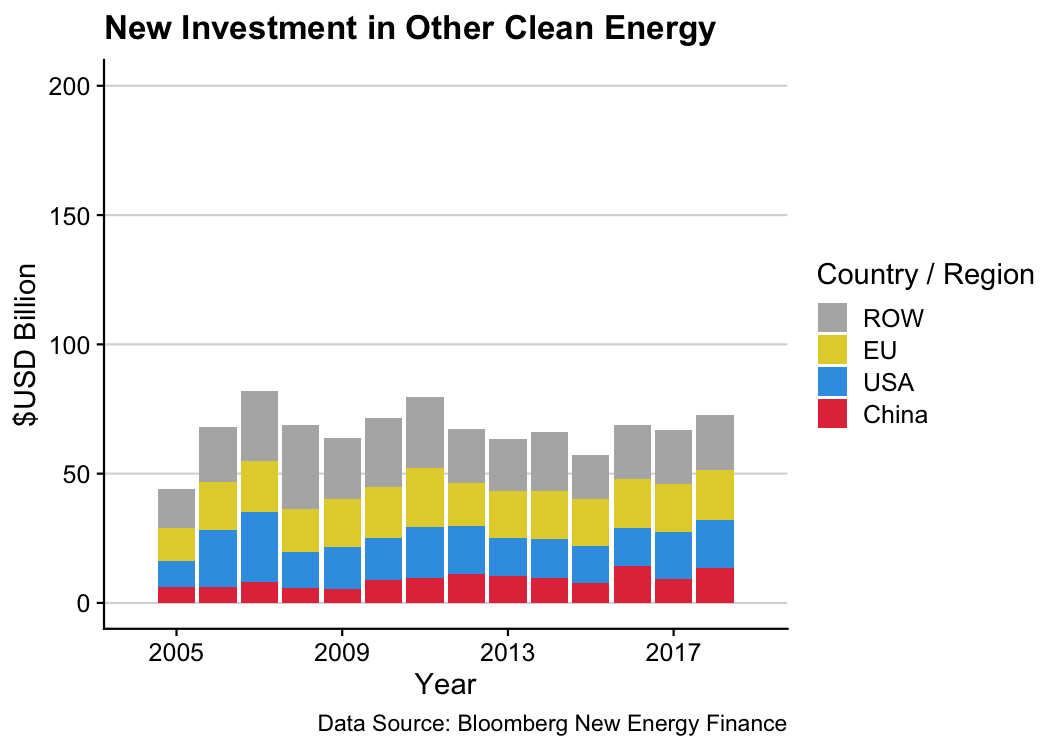 New Investment in Other Clean Energy
200
150
100
50
0
$USD Billion
2005
2009
2013
2017
Year
Country / Region
ROW
EU
USA
China
Data Source: Bloomberg New Energy Finance